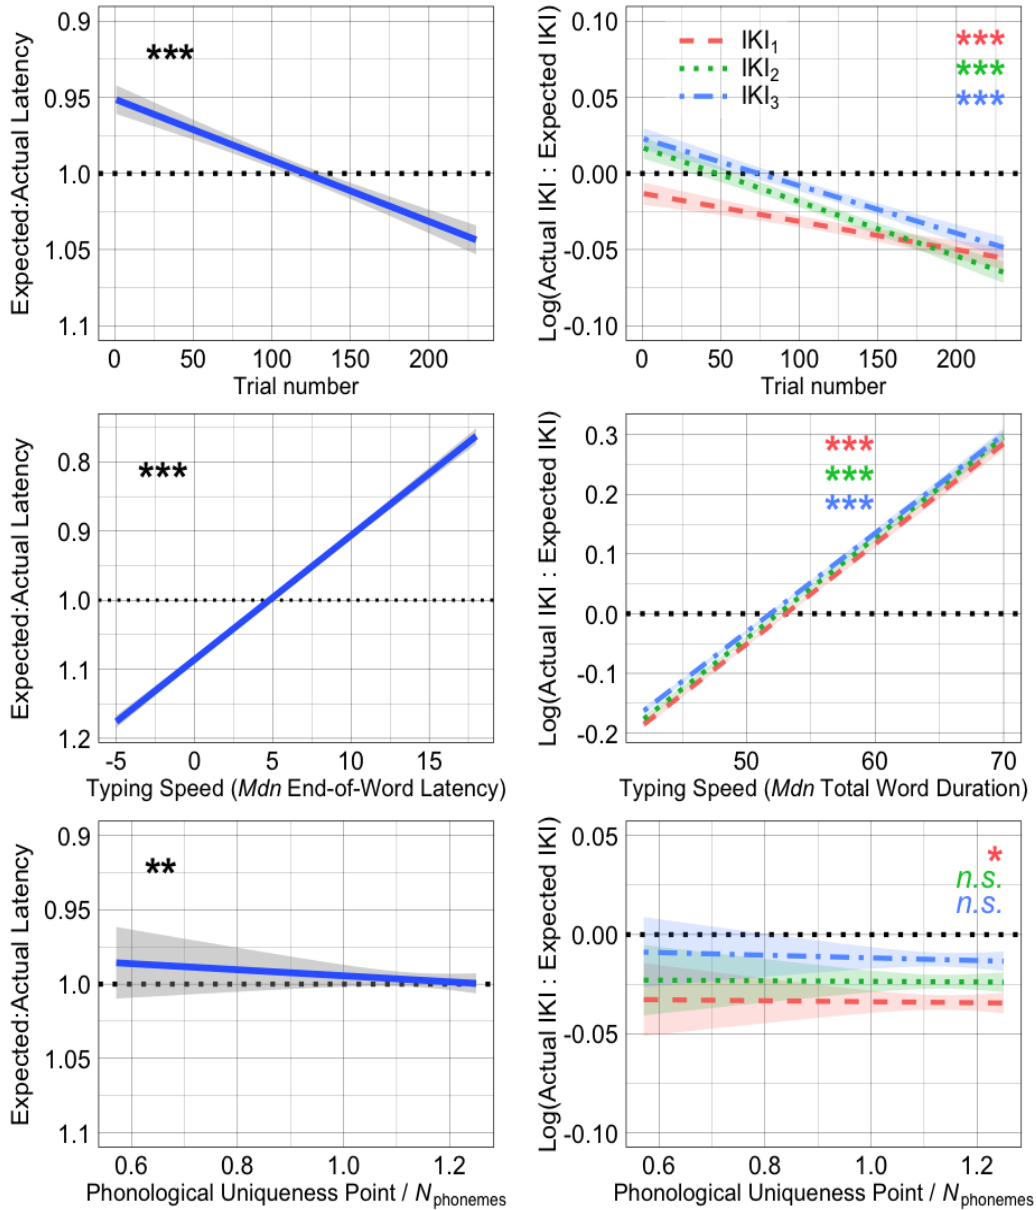 Expected:Actual Latency
0.9
0.95
1.0
1.05
1.1
***
0 50 100 150 200
Trial number
Log(Actual IKI : Expected IKI)
0.10
0.05
0.00
-0.05
-0.10
IKI1 ***
IKI2 ***
IKI3 ***
0 50 100 150 200
Trial number
Expected:Actual Latency
0.8
0.9
1.0
1.1
1.2
***
-5 0 5 10 15
Typing Speed (Mdn End-of-Word Latency)
Log(Actual IKI : Expected IKI)
0.3
0.2
0.1
0.0
-0.1
-0.2
***
***
***
50 60 70
Typing Speed (Mdn Total Word Duration)
Expected:Actual Latency
0.9
0.95
1.0
1.05
1.1
**
0.6 0.8 1.0 1.2
Phonological Uniqueness Point / Nphonemes
Log(Actual IKI : Expected IKI)
0.05
0.00
-0.05
-0.10
*
n.s.
n.s.
0.6 0.8 1.0 1.2
Phonological Uniqueness Point / Nphonemes